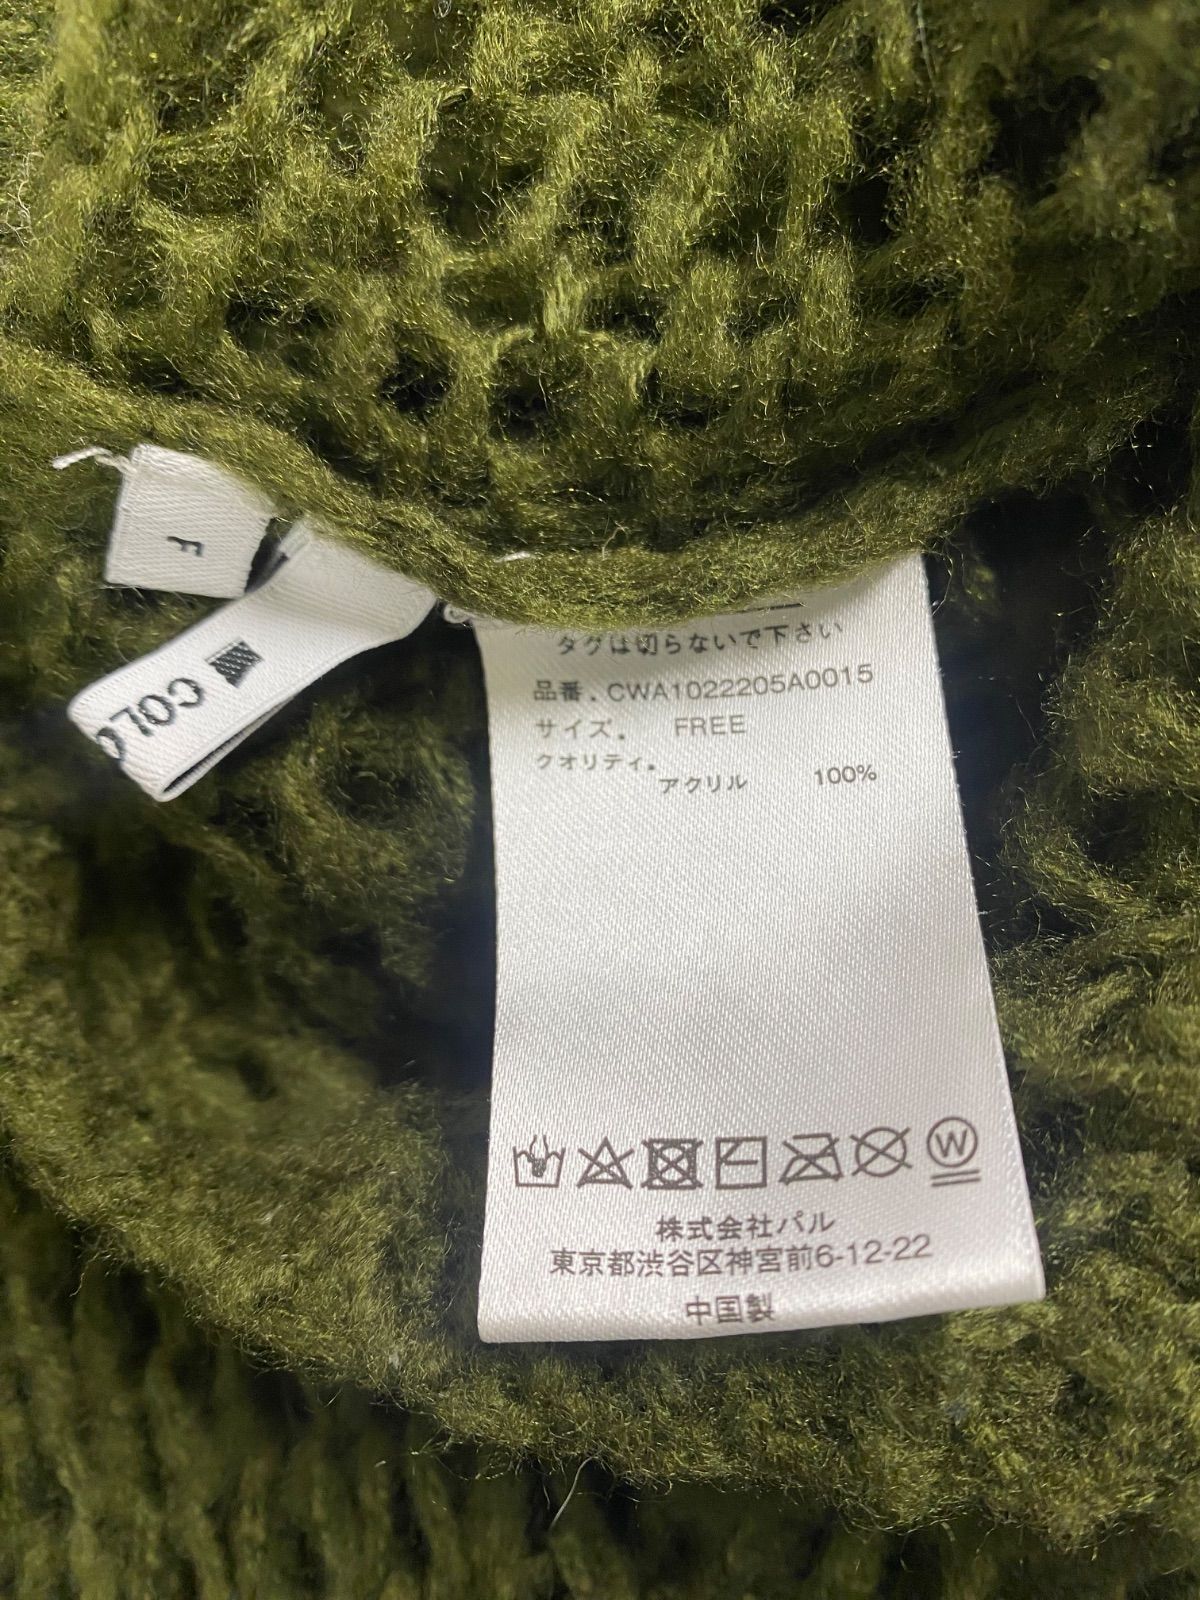 F
COLO
タグは切らないで下さい
品番. CWA1022205A0015
サイズ. FREE
クオリティ.
アクリル 100%
W
株式会社パル
東京都渋谷区神宮前6-12-22
中国製